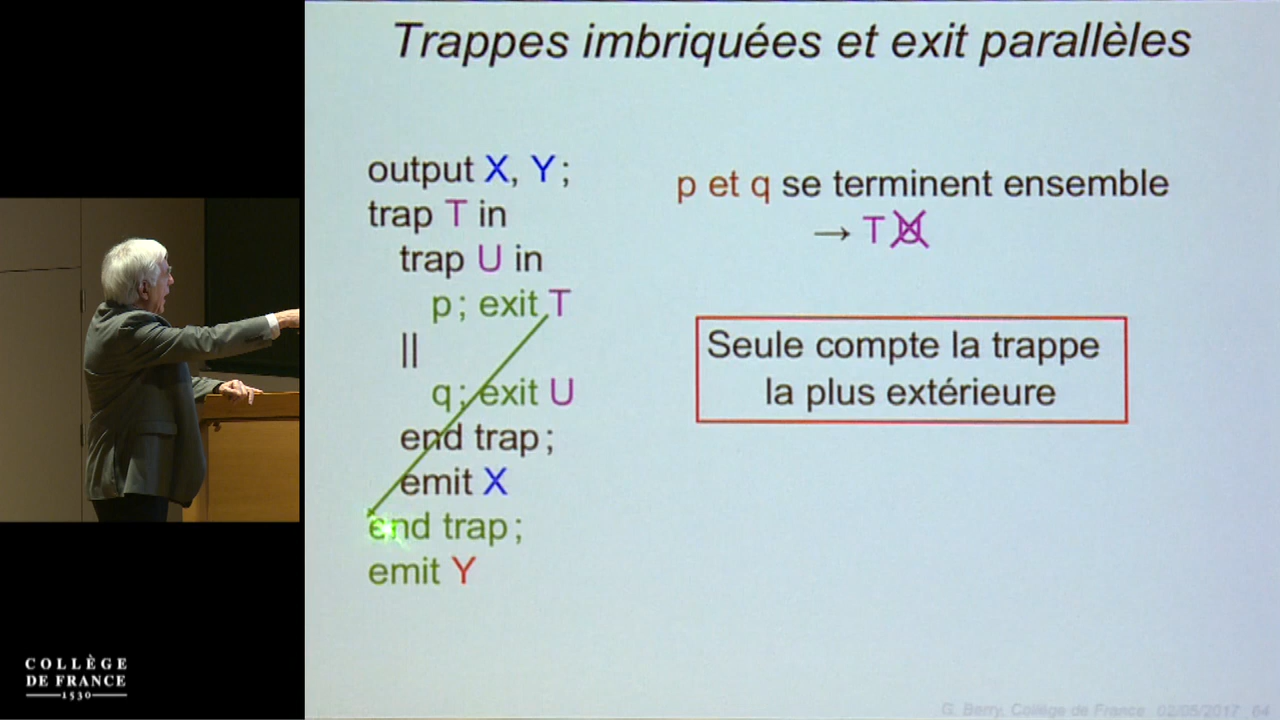 Trappes imbriquées et exit parallèles
output X, Y;
trap T in
trap U in
p; exit T
||
q; exit U
end trap;
emit X
end trap;
emit Y
p et q se terminent ensemble
→ T U
Seule compte la trappe
la plus extérieure
COLLÈGE
DE FRANCE
1530
G. Berry, Collège de France 02/05/2017 64